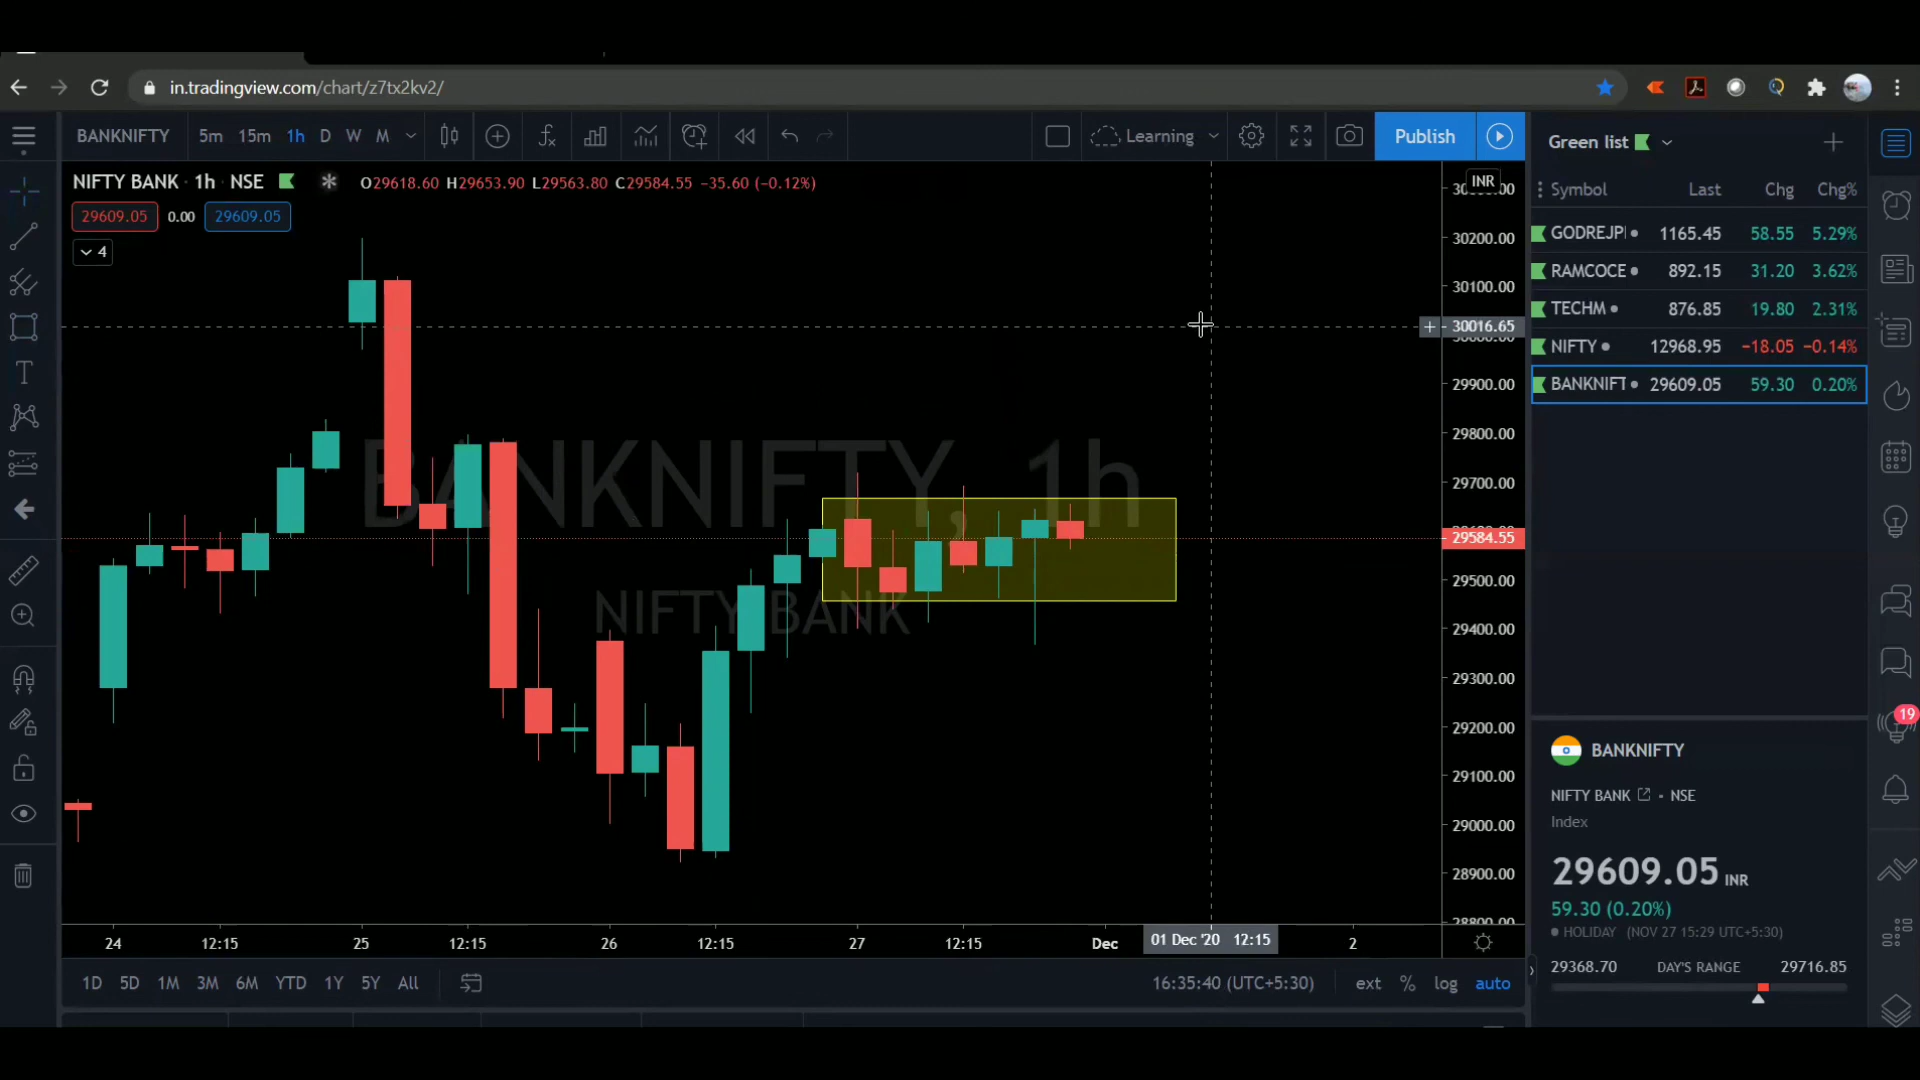 in.tradingview.com/chart/z7tx2kv2/
BANKNIFTY 5m 15m 1h D W M Learning Publish
NIFTY BANK · 1h · NSE O29618.60 H29653.90 L29563.80 C29584.55 −35.60 (−0.12%)
29609.05 0.00 29609.05
4
BANKNIFTY, 1h
NIFTY BANK
INR
30200.00
30100.00
30016.65
29900.00
29800.00
29700.00
29584.55
29500.00
29400.00
29300.00
29200.00
29100.00
29000.00
28900.00
28800.00
24 12:15 25 12:15 26 12:15 27 12:15 Dec 01 Dec '20 12:15 2
1D 5D 1M 3M 6M YTD 1Y 5Y All 16:35:40 (UTC+5:30) ext % log auto
Green list
Symbol Last Chg Chg%
GODREJP 1165.45 58.55 5.29%
RAMCOCE 892.15 31.20 3.62%
TECHM 876.85 19.80 2.31%
NIFTY 12968.95 −18.05 −0.14%
BANKNIFT 29609.05 59.30 0.20%
19
BANKNIFTY
NIFTY BANK - NSE
Index
29609.05 INR
59.30 (0.20%)
HOLIDAY (NOV 27 15:29 UTC+5:30)
29368.70 DAY'S RANGE 29716.85